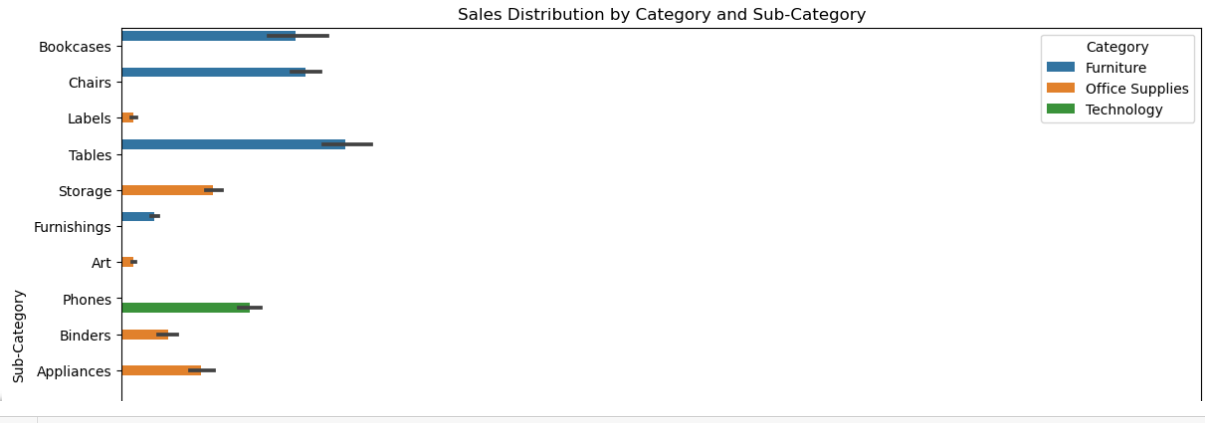 Sales Distribution by Category and Sub-Category
Category
Furniture
Office Supplies
Technology
Sub-Category
Bookcases
Chairs
Labels
Tables
Storage
Furnishings
Art
Phones
Binders
Appliances